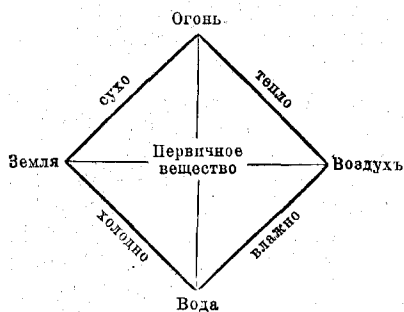 Огонь
сухо
тепло
Земля
Первичное
вещество
Воздухъ
холодно
влажно
Вода